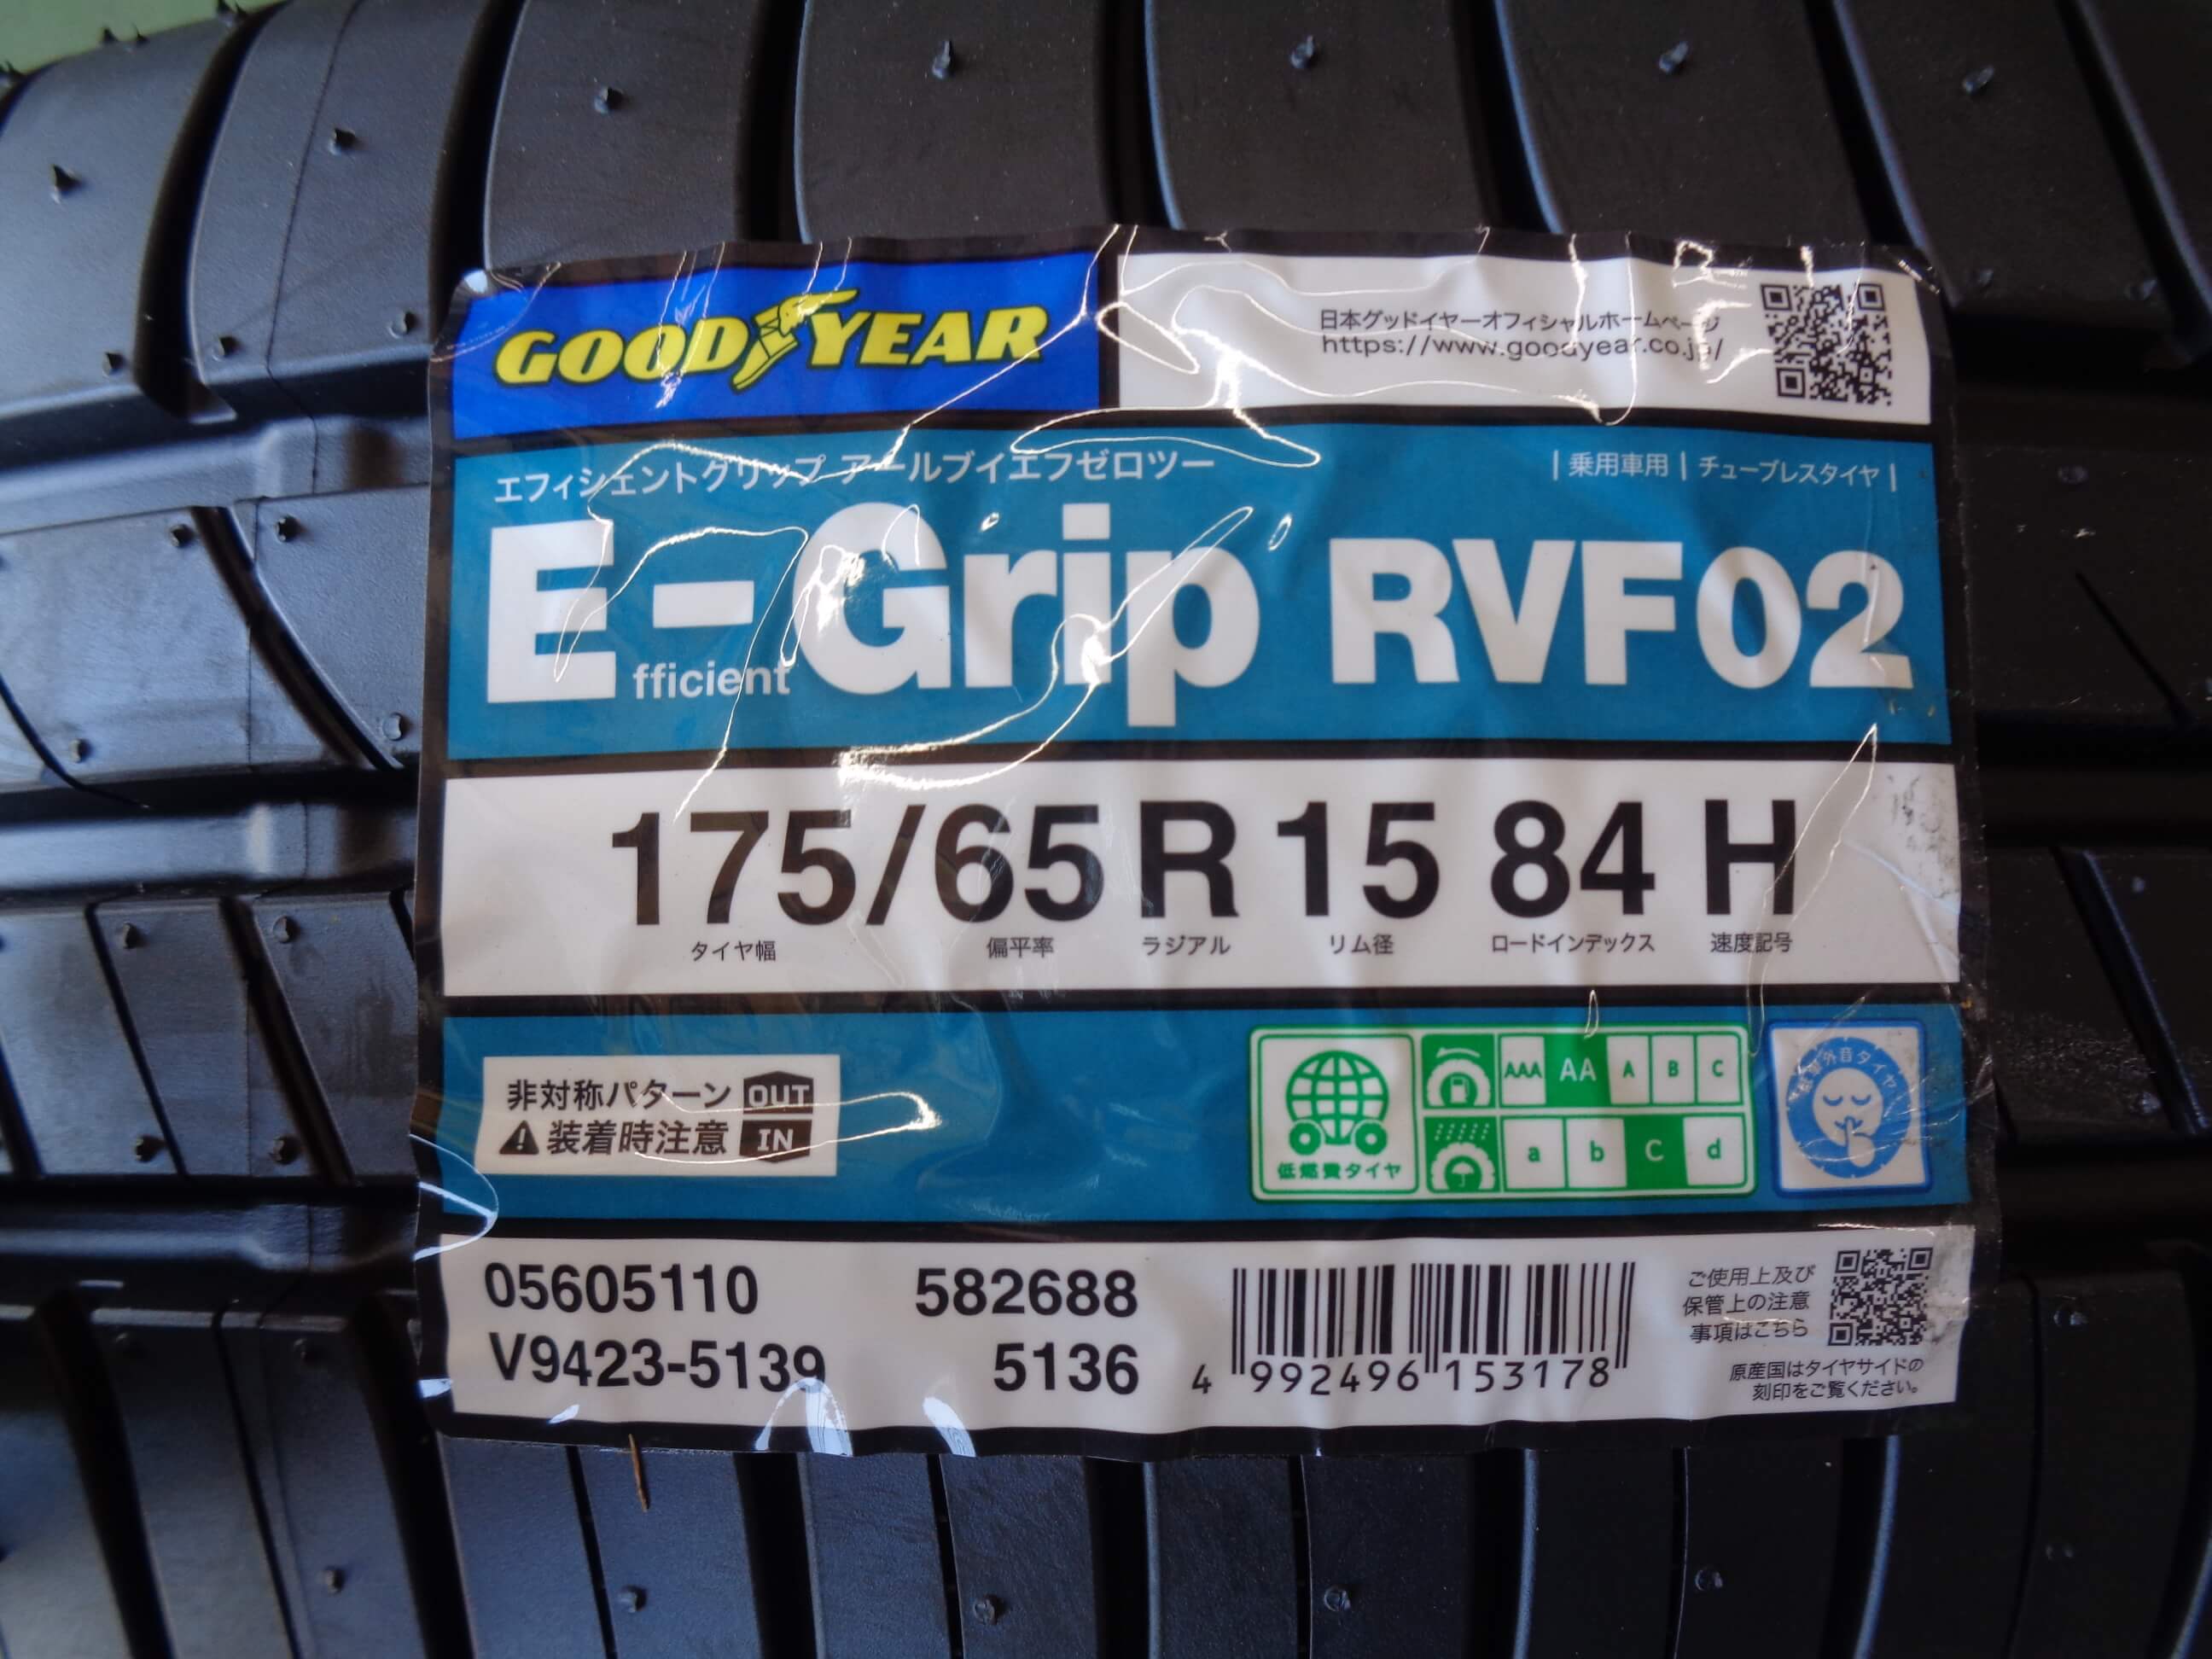 GOODYEAR
日本グッドイヤーオフィシャルホームページ
https://www.goodyear.co.jp/
エフィシェントグリップ アールブイエフゼロツー
|乗用車用|チューブレスタイヤ|
E-Grip RVF02
fficient
175/65 R 15 84 H
タイヤ幅 偏平率 ラジアル リム径 ロードインデックス 速度記号
非対称パターン OUT
装着時注意 IN
AAA AA A B C
a b c d
低燃費タイヤ
低車外音タイヤ
05605110 582688
V9423-5139 5136
4 992496 153178
ご使用上及び
保管上の注意
事項はこちら
原産国はタイヤサイドの
刻印をご覧ください。